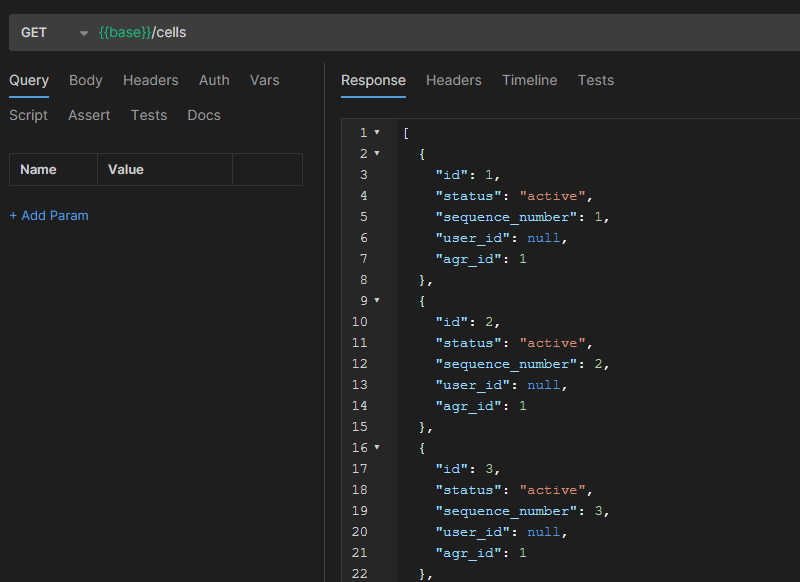 GET {{base}}/cells
Query Body Headers Auth Vars
Script Assert Tests Docs
Name Value
+ Add Param
Response Headers Timeline Tests
1 [
2 {
3 "id": 1,
4 "status": "active",
5 "sequence_number": 1,
6 "user_id": null,
7 "agr_id": 1
8 },
9 {
10 "id": 2,
11 "status": "active",
12 "sequence_number": 2,
13 "user_id": null,
14 "agr_id": 1
15 },
16 {
17 "id": 3,
18 "status": "active",
19 "sequence_number": 3,
20 "user_id": null,
21 "agr_id": 1
22 },